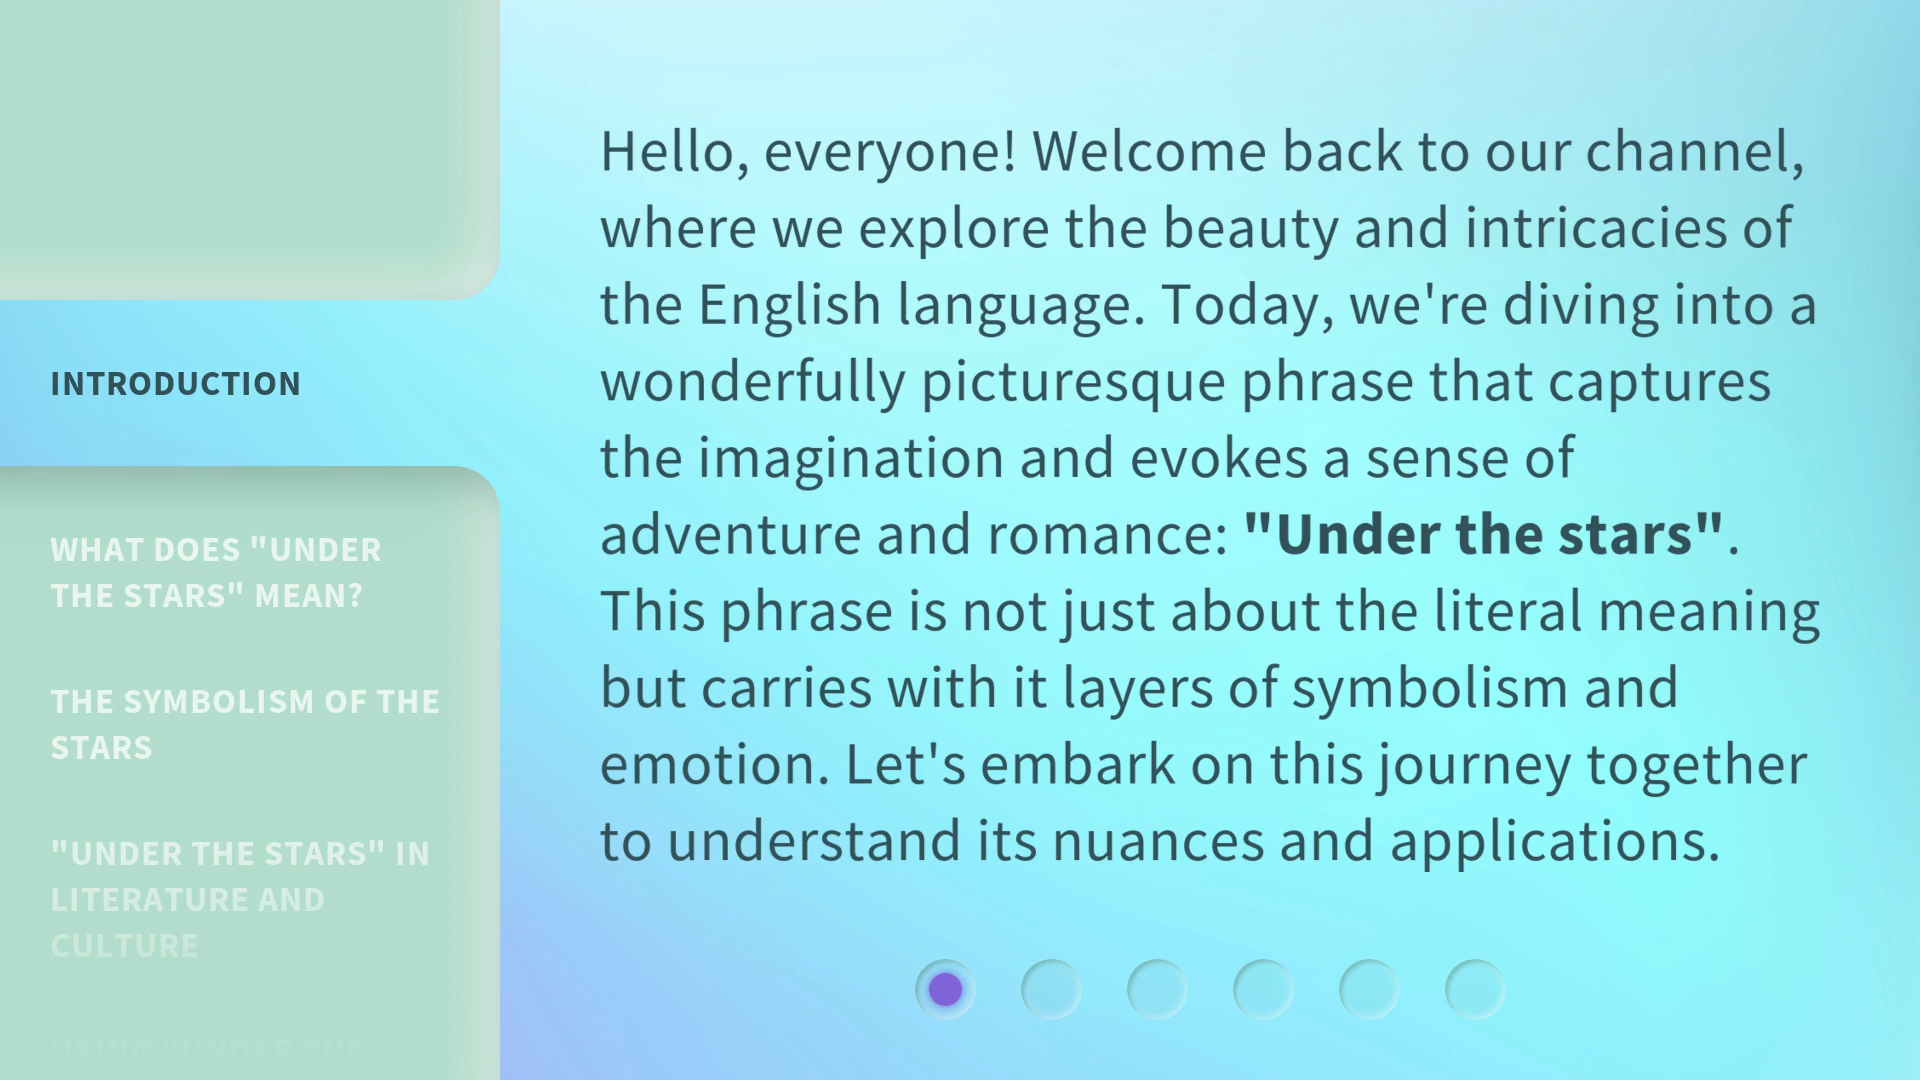 INTRODUCTION
WHAT DOES "UNDER
THE STARS" MEAN?
THE SYMBOLISM OF THE
STARS
"UNDER THE STARS" IN
LITERATURE AND
CULTURE
USING "UNDER THE
Hello, everyone! Welcome back to our channel,
where we explore the beauty and intricacies of
the English language. Today, we're diving into a
wonderfully picturesque phrase that captures
the imagination and evokes a sense of
adventure and romance: "Under the stars".
This phrase is not just about the literal meaning
but carries with it layers of symbolism and
emotion. Let's embark on this journey together
to understand its nuances and applications.